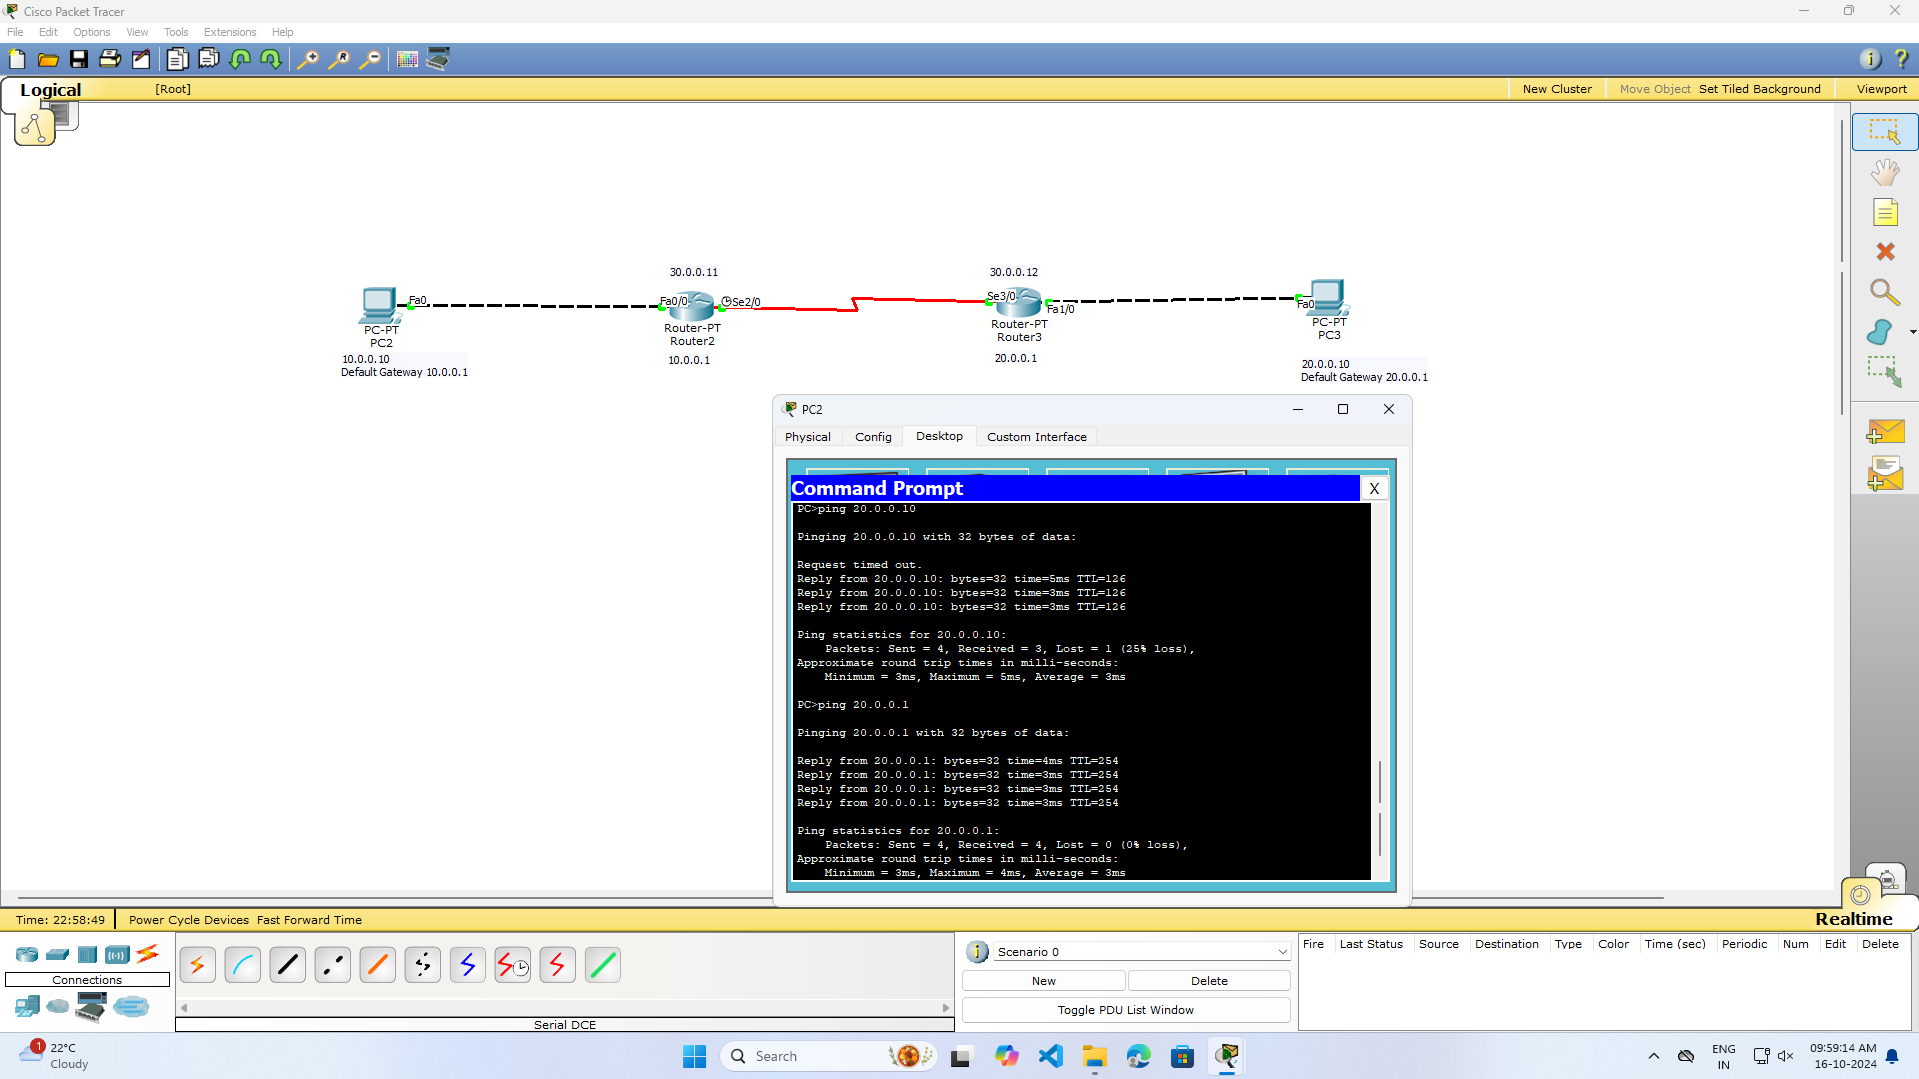 Cisco Packet Tracer
File Edit Options View Tools Extensions Help
Logical [Root] New Cluster Move Object Set Tiled Background Viewport
30.0.0.11
30.0.0.12
Fa0 Fa0/0 Se2/0 Se3/0 Fa1/0 Fa0
PC-PT
PC2
Router-PT
Router2
Router-PT
Router3
PC-PT
PC3
10.0.0.10
Default Gateway 10.0.0.1
10.0.0.1
20.0.0.1
20.0.0.10
Default Gateway 20.0.0.1
PC2
Physical Config Desktop Custom Interface
Command Prompt X
PC>ping 20.0.0.10
Pinging 20.0.0.10 with 32 bytes of data:
Request timed out.
Reply from 20.0.0.10: bytes=32 time=5ms TTL=126
Reply from 20.0.0.10: bytes=32 time=3ms TTL=126
Reply from 20.0.0.10: bytes=32 time=3ms TTL=126
Ping statistics for 20.0.0.10:
Packets: Sent = 4, Received = 3, Lost = 1 (25% loss),
Approximate round trip times in milli-seconds:
Minimum = 3ms, Maximum = 5ms, Average = 3ms
PC>ping 20.0.0.1
Pinging 20.0.0.1 with 32 bytes of data:
Reply from 20.0.0.1: bytes=32 time=4ms TTL=254
Reply from 20.0.0.1: bytes=32 time=3ms TTL=254
Reply from 20.0.0.1: bytes=32 time=3ms TTL=254
Reply from 20.0.0.1: bytes=32 time=3ms TTL=254
Ping statistics for 20.0.0.1:
Packets: Sent = 4, Received = 4, Lost = 0 (0% loss),
Approximate round trip times in milli-seconds:
Minimum = 3ms, Maximum = 4ms, Average = 3ms
Time: 22:58:49 Power Cycle Devices Fast Forward Time Realtime
Connections
Serial DCE
Scenario 0
New Delete
Toggle PDU List Window
Fire Last Status Source Destination Type Color Time (sec) Periodic Num Edit Delete
1
22°C
Cloudy
Search
ENG
IN
09:59:14 AM
16-10-2024